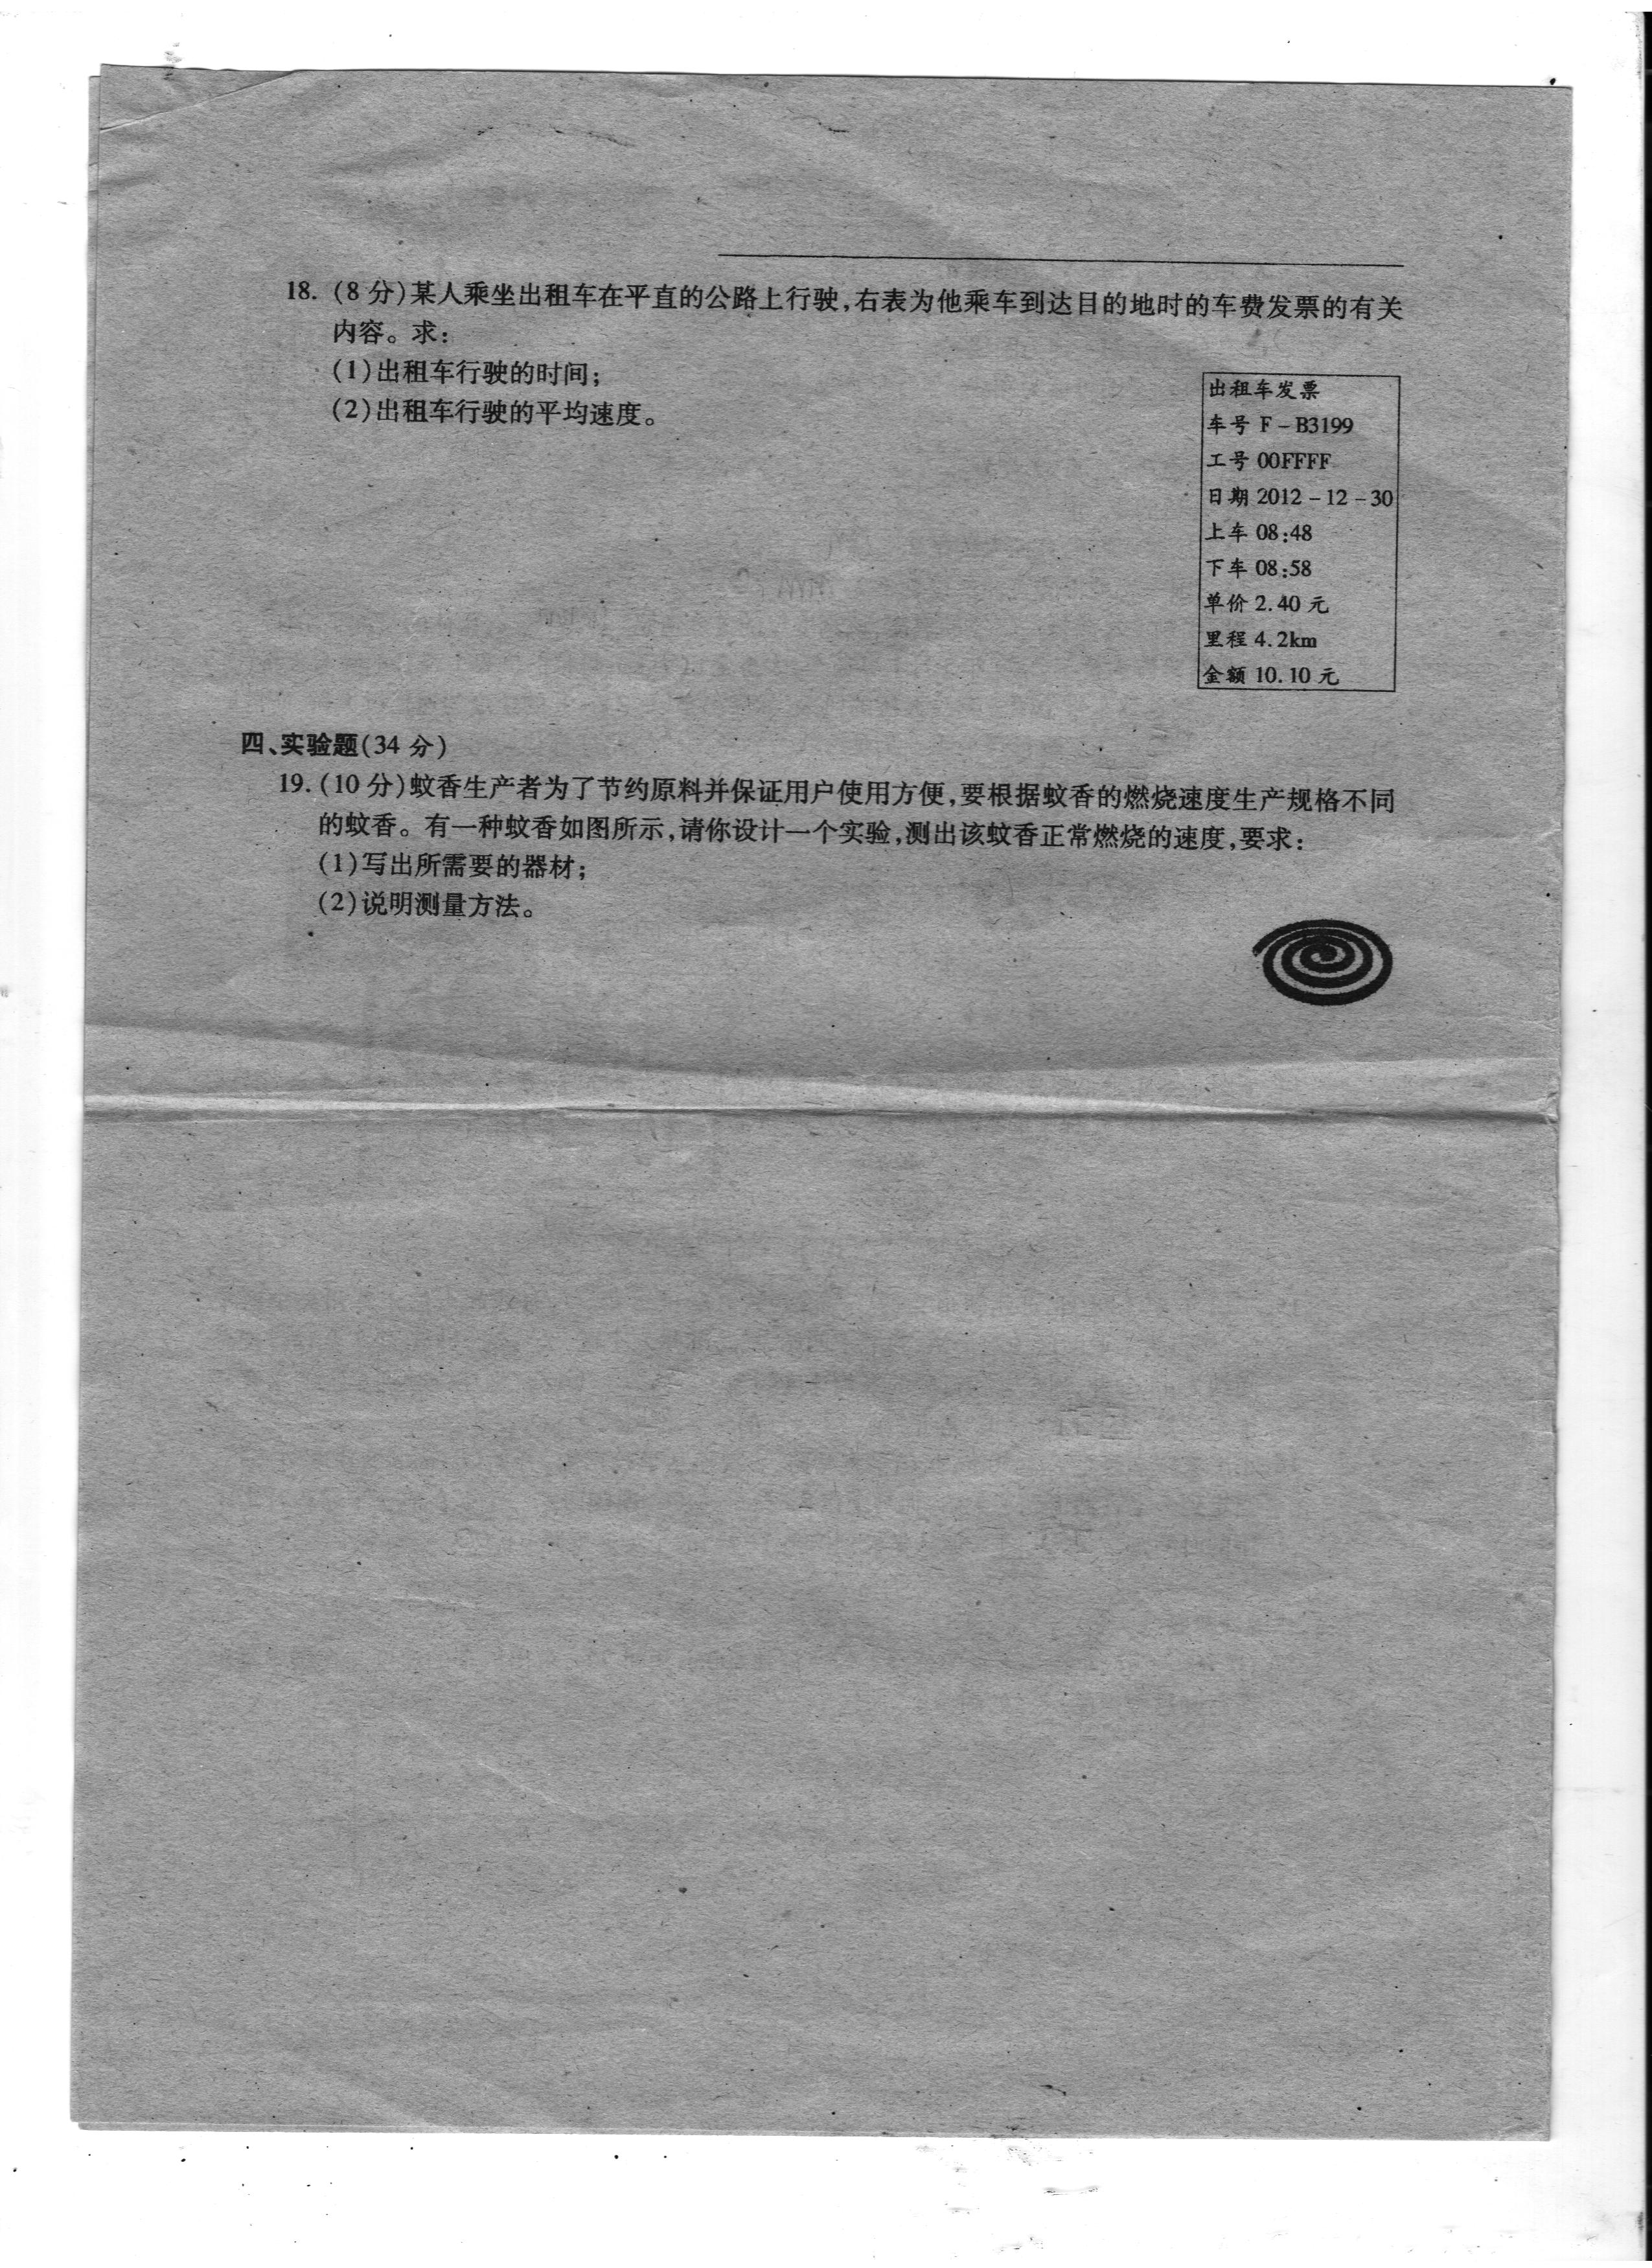 18. (8 分)某人乘坐出租车在平直的公路上行驶,右表为他乘车到达目的地时的车费发票的有关
内容。求:
(1)出租车行驶的时间;
(2)出租车行驶的平均速度。
出租车发票
车号 F-B3199
工号 00FFFF
日期 2012-12-30
上车 08:48
下车 08:58
单价 2.40 元
里程 4.2km
金额 10.10 元
四、实验题(34 分)
19. (10 分)蚊香生产者为了节约原料并保证用户使用方便,要根据蚊香的燃烧速度生产规格不同
的蚊香。有一种蚊香如图所示,请你设计一个实验,测出该蚊香正常燃烧的速度,要求:
(1)写出所需要的器材;
(2)说明测量方法。